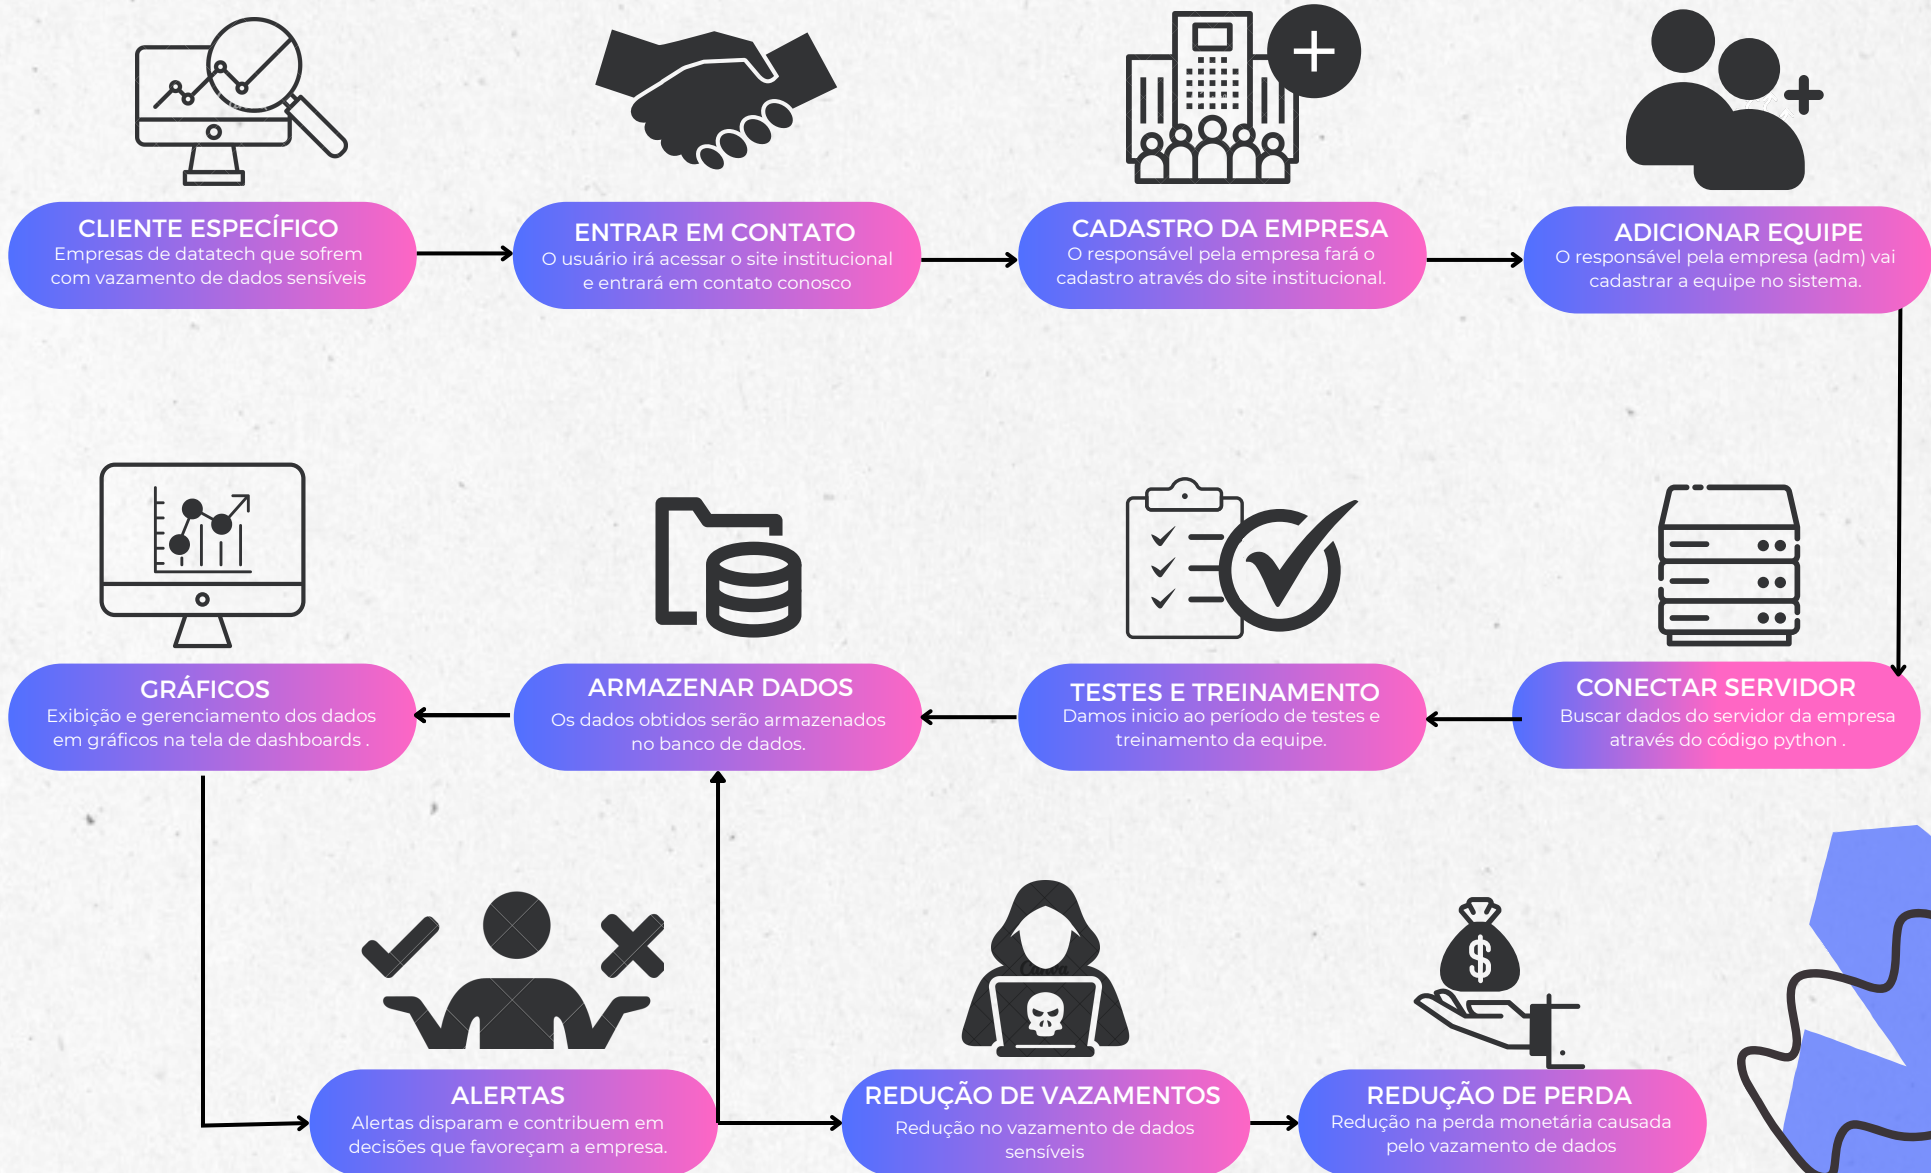 CLIENTE ESPECÍFICO
Empresas de datatech que sofrem
com vazamento de dados sensíveis
ENTRAR EM CONTATO
O usuário irá acessar o site institucional
e entrará em contato conosco
CADASTRO DA EMPRESA
O responsável pela empresa fará o
cadastro através do site institucional.
ADICIONAR EQUIPE
O responsável pela empresa (adm) vai
cadastrar a equipe no sistema.
CONECTAR SERVIDOR
Buscar dados do servidor da empresa
através do código python .
TESTES E TREINAMENTO
Damos inicio ao período de testes e
treinamento da equipe.
ARMAZENAR DADOS
Os dados obtidos serão armazenados
no banco de dados.
GRÁFICOS
Exibição e gerenciamento dos dados
em gráficos na tela de dashboards .
ALERTAS
Alertas disparam e contribuem em
decisões que favoreçam a empresa.
REDUÇÃO DE VAZAMENTOS
Redução no vazamento de dados
sensíveis
REDUÇÃO DE PERDA
Redução na perda monetária causada
pelo vazamento de dados
$
Canva